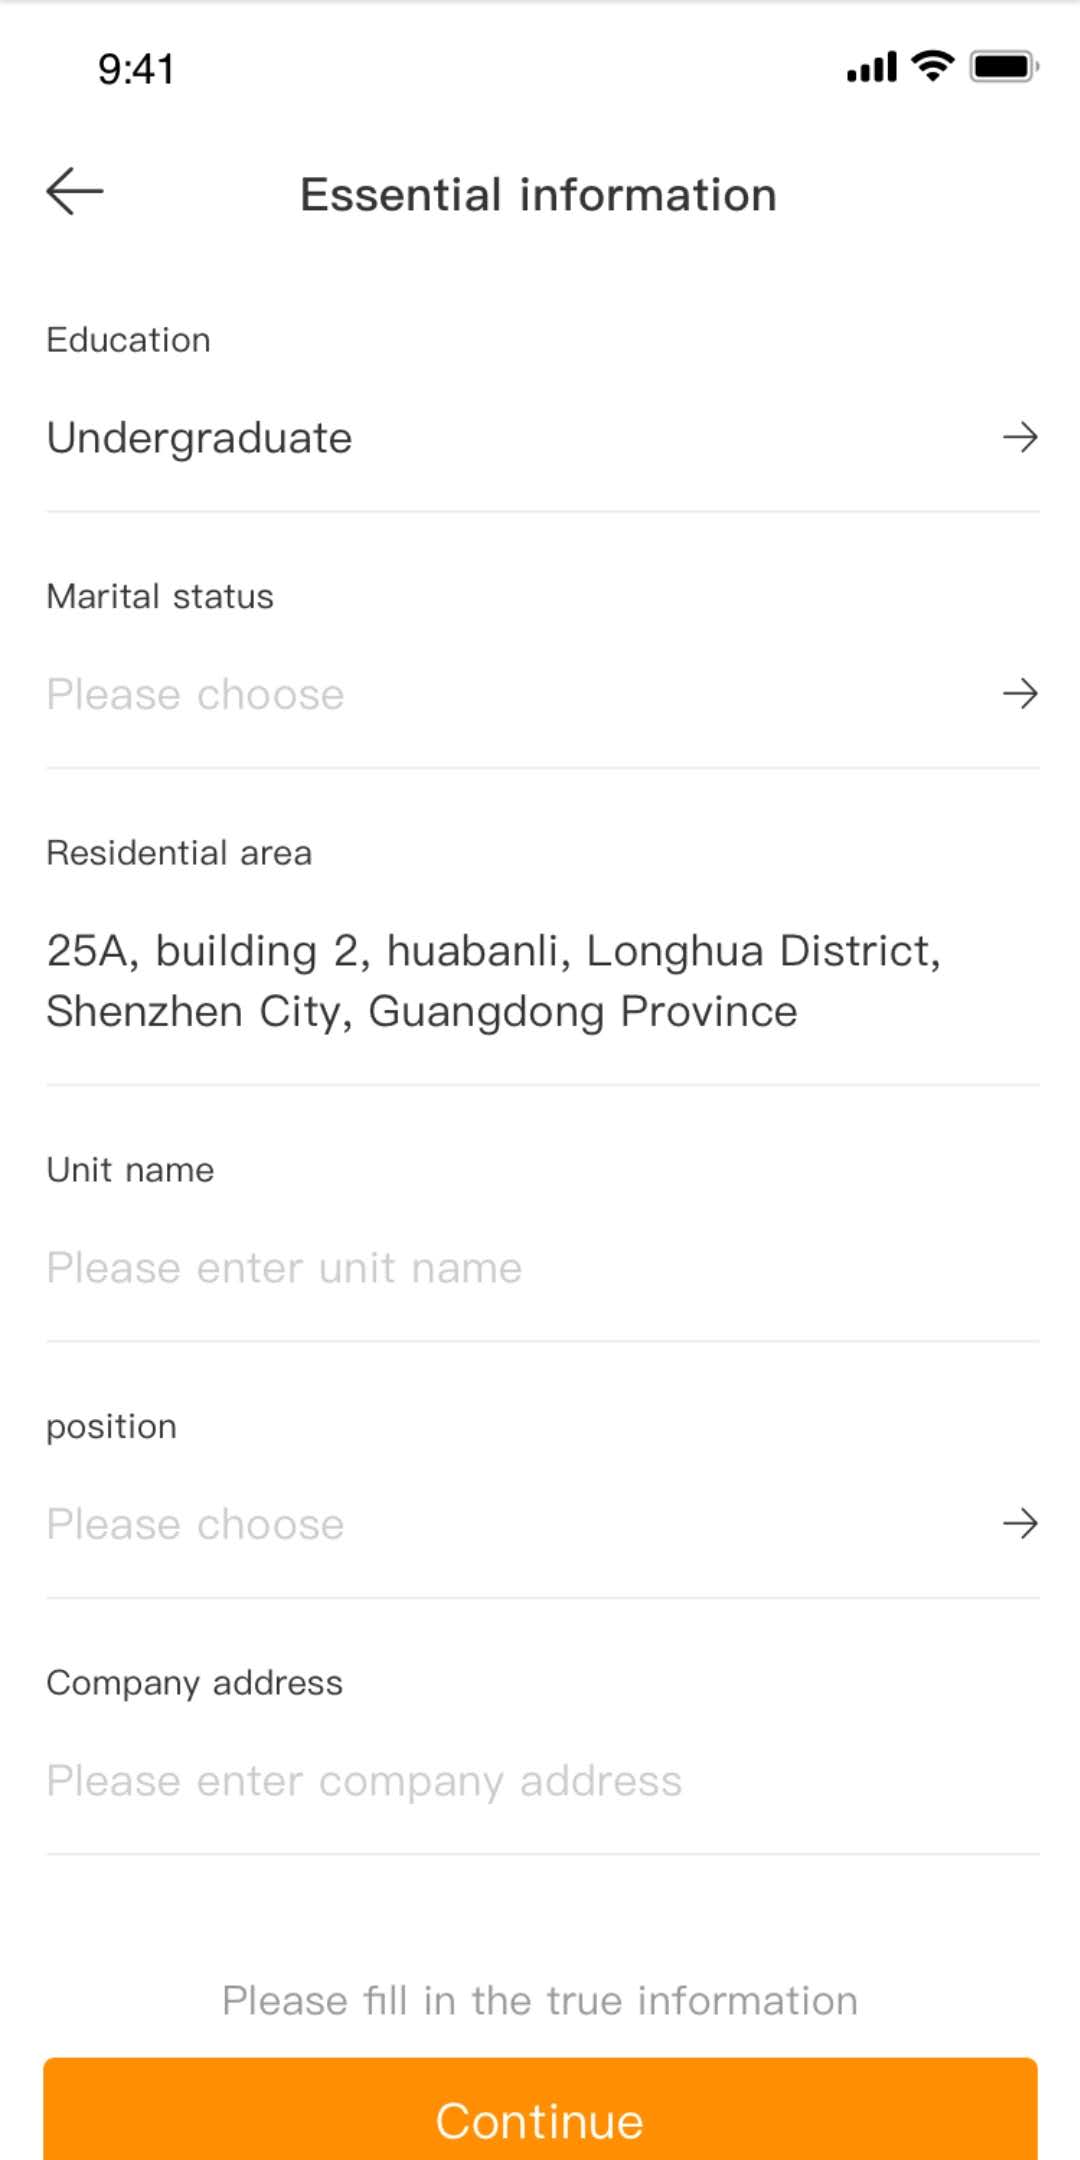 9:41
Essential information
Education
Undergraduate
Marital status
Please choose
Residential area
25A, building 2, huabanli, Longhua District,
Shenzhen City, Guangdong Province
Unit name
Please enter unit name
position
Please choose
Company address
Please enter company address
Please fill in the true information
Continue